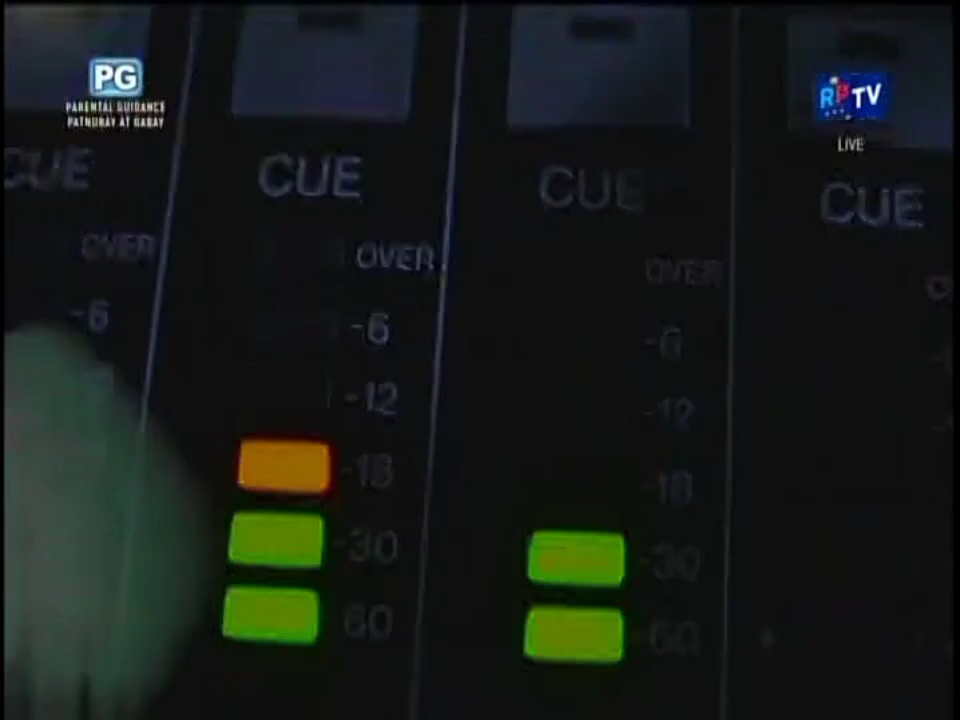 PG
PARENTAL GUIDANCE
PATNUBAY AT GABAY
RPTV
LIVE
CUE
CUE
CUE
CUE
OVER
OVER
OVER
-6
-6
-6
-12
-12
-18
-18
-30
-30
60
-60